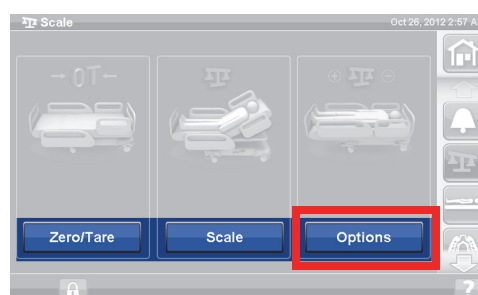 Scale
Oct 26, 2012 2:57 A
→ 0T ←
Zero/Tare
Scale
Options
?